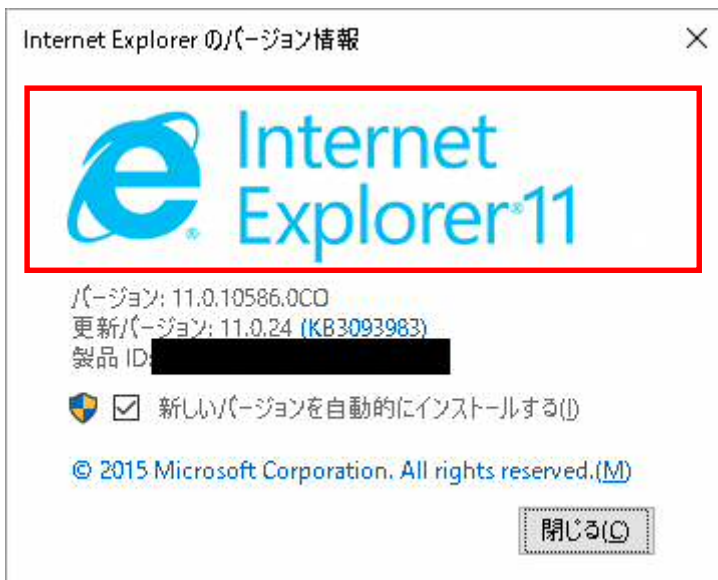 Internet Explorer のバージョン情報
Internet
Explorer®11
®
バージョン: 11.0.10586.0CO
更新バージョン: 11.0.24 (KB3093983)
製品 ID:
新しいバージョンを自動的にインストールする(I)
© 2015 Microsoft Corporation. All rights reserved.(M)
閉じる(C)